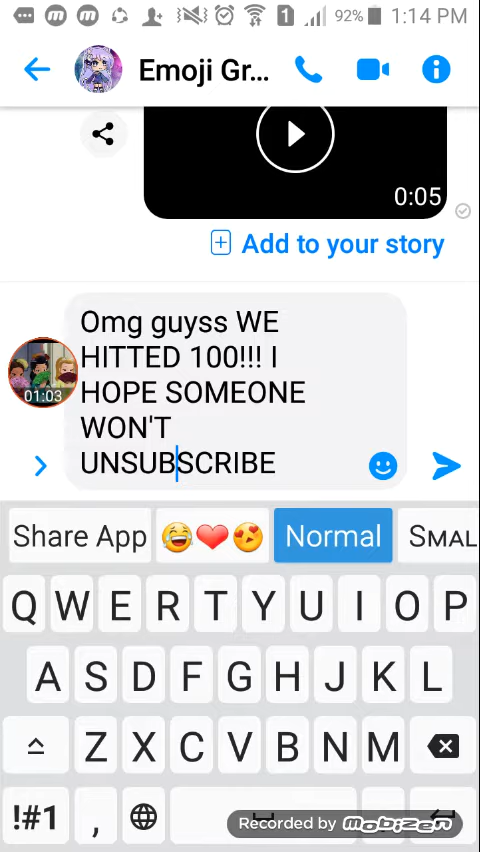 92% 1:14 PM
Emoji Gr...
0:05
Add to your story
Omg guyss WE
HITTED 100!!! I
HOPE SOMEONE
WON'T
UNSUBSCRIBE
01:03
Share App Normal SMAL
Q W E R T Y U I O P
A S D F G H J K L
Z X C V B N M
!#1 ,
Recorded by MOBIZEN